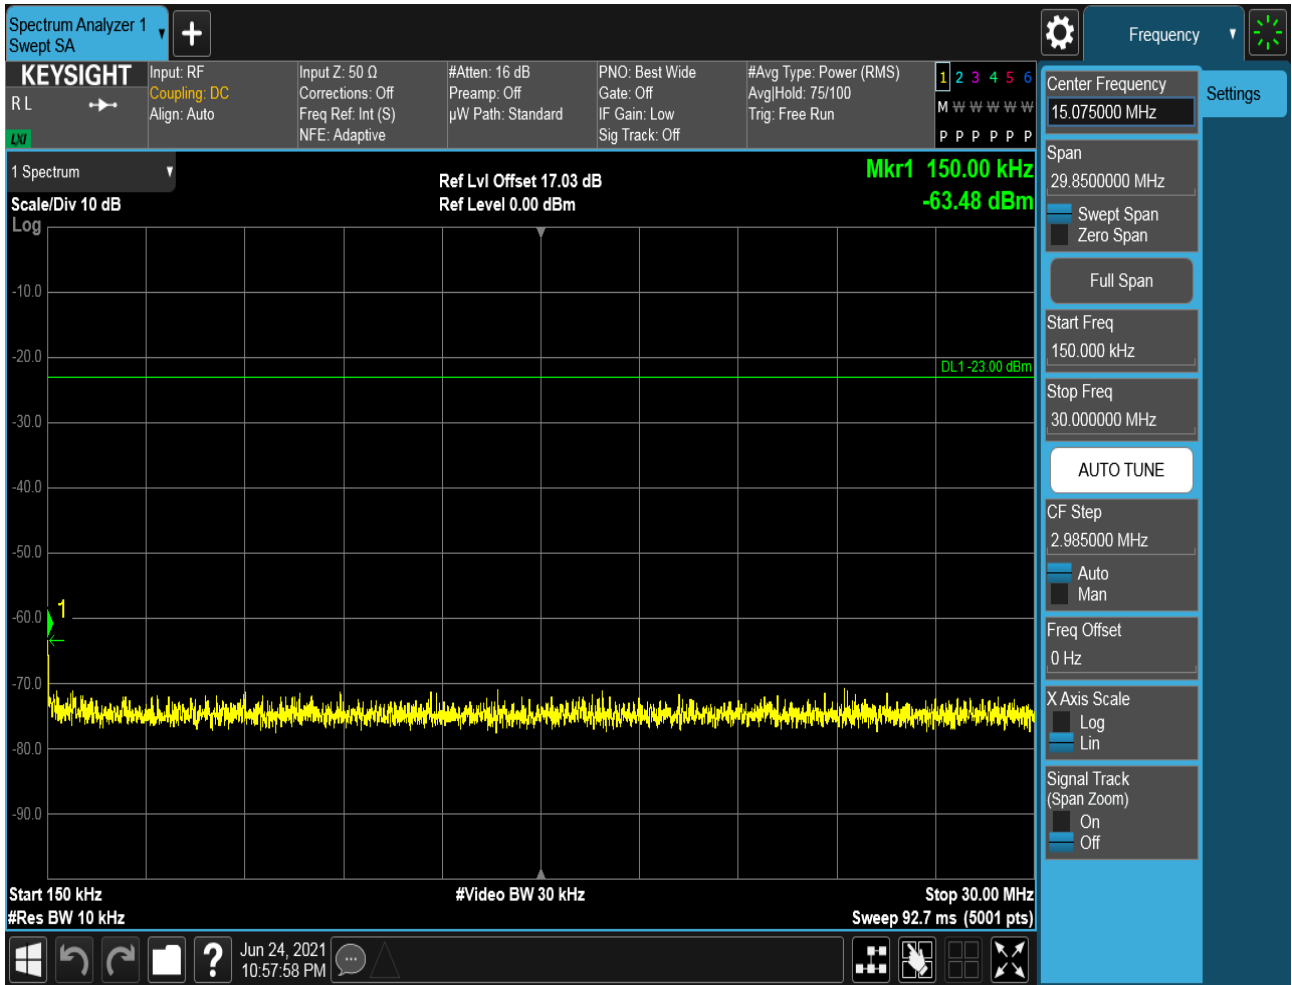 Spectrum Analyzer 1
Swept SA
Frequency
KEYSIGHT
R L
LXI
Input: RF
Coupling: DC
Align: Auto
Input Z: 50 Ω
Corrections: Off
Freq Ref: Int (S)
NFE: Adaptive
#Atten: 16 dB
Preamp: Off
µW Path: Standard
PNO: Best Wide
Gate: Off
IF Gain: Low
Sig Track: Off
#Avg Type: Power (RMS)
Avg|Hold: 75/100
Trig: Free Run
1 2 3 4 5 6
M W W W W W
P P P P P P
1 Spectrum
Scale/Div 10 dB
Log
Ref Lvl Offset 17.03 dB
Ref Level 0.00 dBm
Mkr1 150.00 kHz
-63.48 dBm
-10.0
-20.0
DL1 -23.00 dBm
-30.0
-40.0
-50.0
-60.0
1
-70.0
-80.0
-90.0
Start 150 kHz
#Video BW 30 kHz
Stop 30.00 MHz
#Res BW 10 kHz
Sweep 92.7 ms (5001 pts)
?
Jun 24, 2021
10:57:58 PM
Center Frequency
15.075000 MHz
Settings
Span
29.8500000 MHz
Swept Span
Zero Span
Full Span
Start Freq
150.000 kHz
Stop Freq
30.000000 MHz
AUTO TUNE
CF Step
2.985000 MHz
Auto
Man
Freq Offset
0 Hz
X Axis Scale
Log
Lin
Signal Track
(Span Zoom)
On
Off